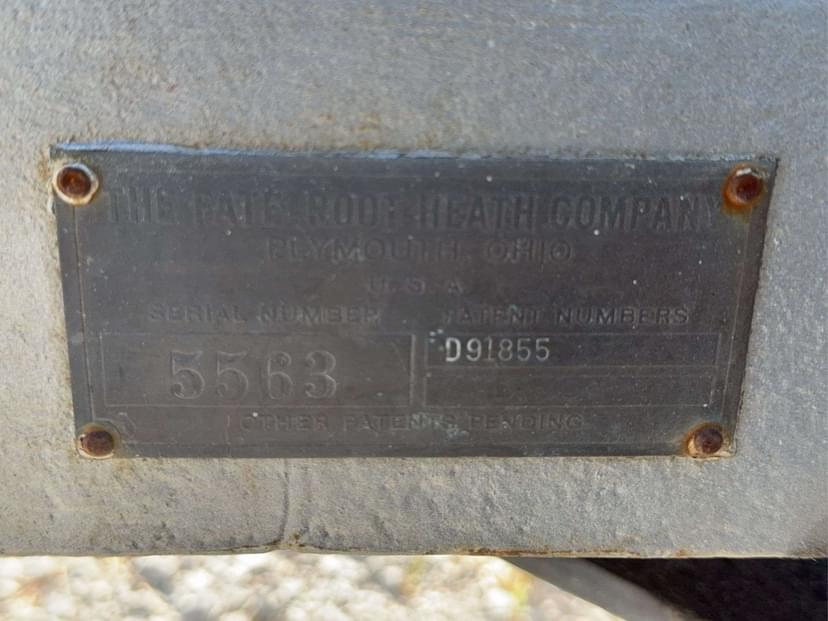 THE FATE-ROOT-HEATH COMPANY
PLYMOUTH, OHIO
U. S. A.
SERIAL NUMBER PATENT NUMBERS
5563 D91855
OTHER PATENTS PENDING